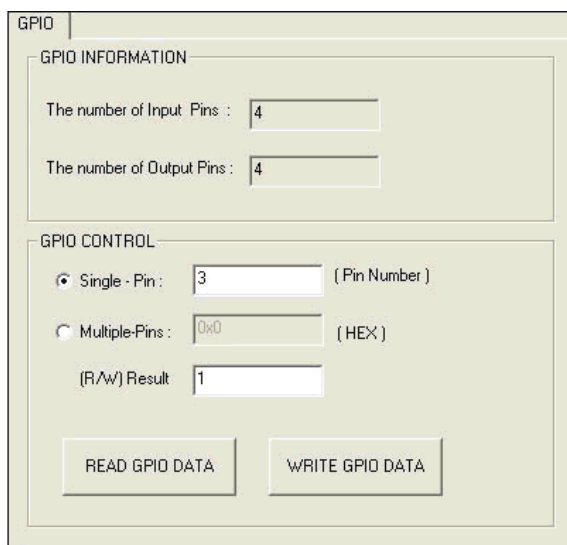 GPIO
GPIO INFORMATION
The number of Input Pins : 4
The number of Output Pins : 4
GPIO CONTROL
Single - Pin : 3 ( Pin Number )
Multiple-Pins : 0x0 ( HEX )
(R/W) Result 1
READ GPIO DATA WRITE GPIO DATA